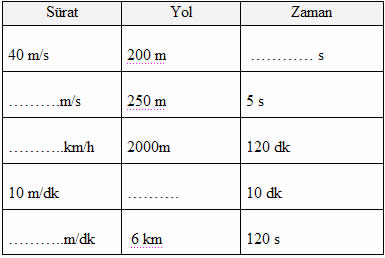 Sürat Yol Zaman
40 m/s 200 m ………… s
……….m/s 250 m 5 s
………..km/h 2000m 120 dk
10 m/dk ………. 10 dk
……….m/dk 6 km 120 s